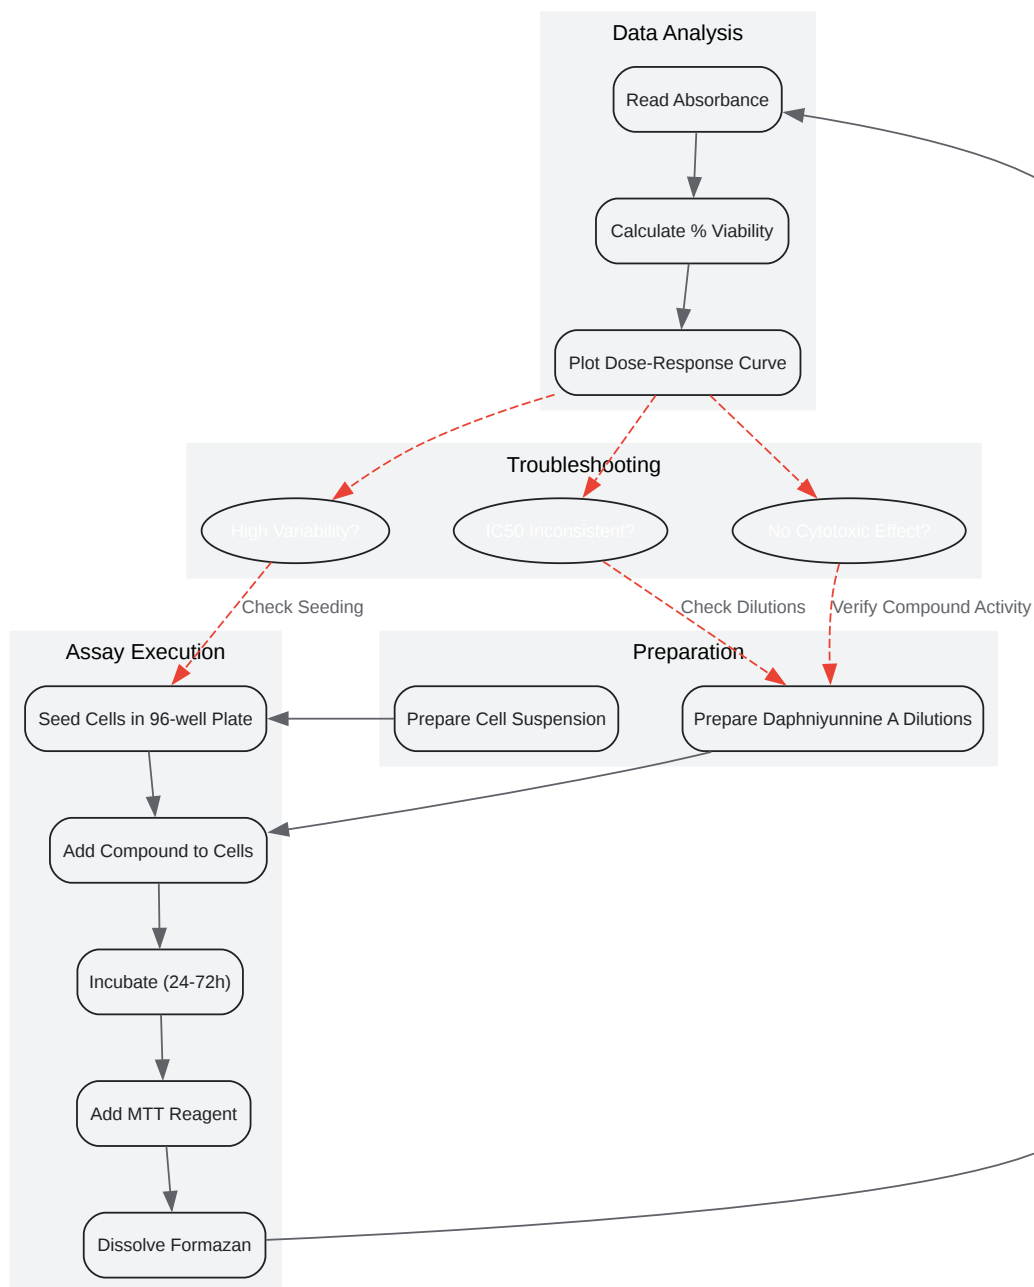 Data Analysis
Read Absorbance
Calculate % Viability
Plot Dose-Response Curve
Troubleshooting
High Variability?
IC50 Inconsistent?
No Cytotoxic Effect?
Check Seeding
Check Dilutions
Verify Compound Activity
Assay Execution
Preparation
Seed Cells in 96-well Plate
Prepare Cell Suspension
Prepare Daphniyunnine A Dilutions
Add Compound to Cells
Incubate (24-72h)
Add MTT Reagent
Dissolve Formazan